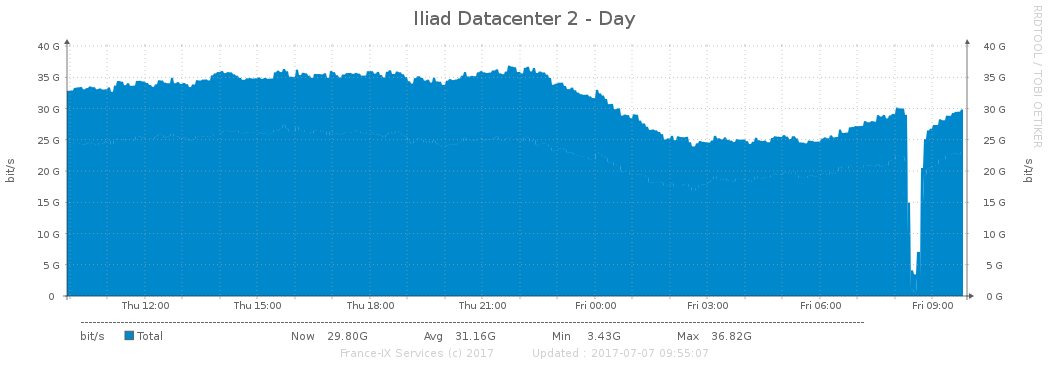 Iliad Datacenter 2 - Day
RRDTOOL / TOBI OETIKER
40 G 40 G
35 G 35 G
30 G 30 G
25 G 25 G
20 G 20 G
15 G 15 G
10 G 10 G
5 G 5 G
0 0 G
bit/s bit/s
Thu 12:00 Thu 15:00 Thu 18:00 Thu 21:00 Fri 00:00 Fri 03:00 Fri 06:00 Fri 09:00
bit/s Total Now 29.80G Avg 31.16G Min 3.43G Max 36.82G
France-IX Services (c) 2017 Updated : 2017-07-07 09:55:07